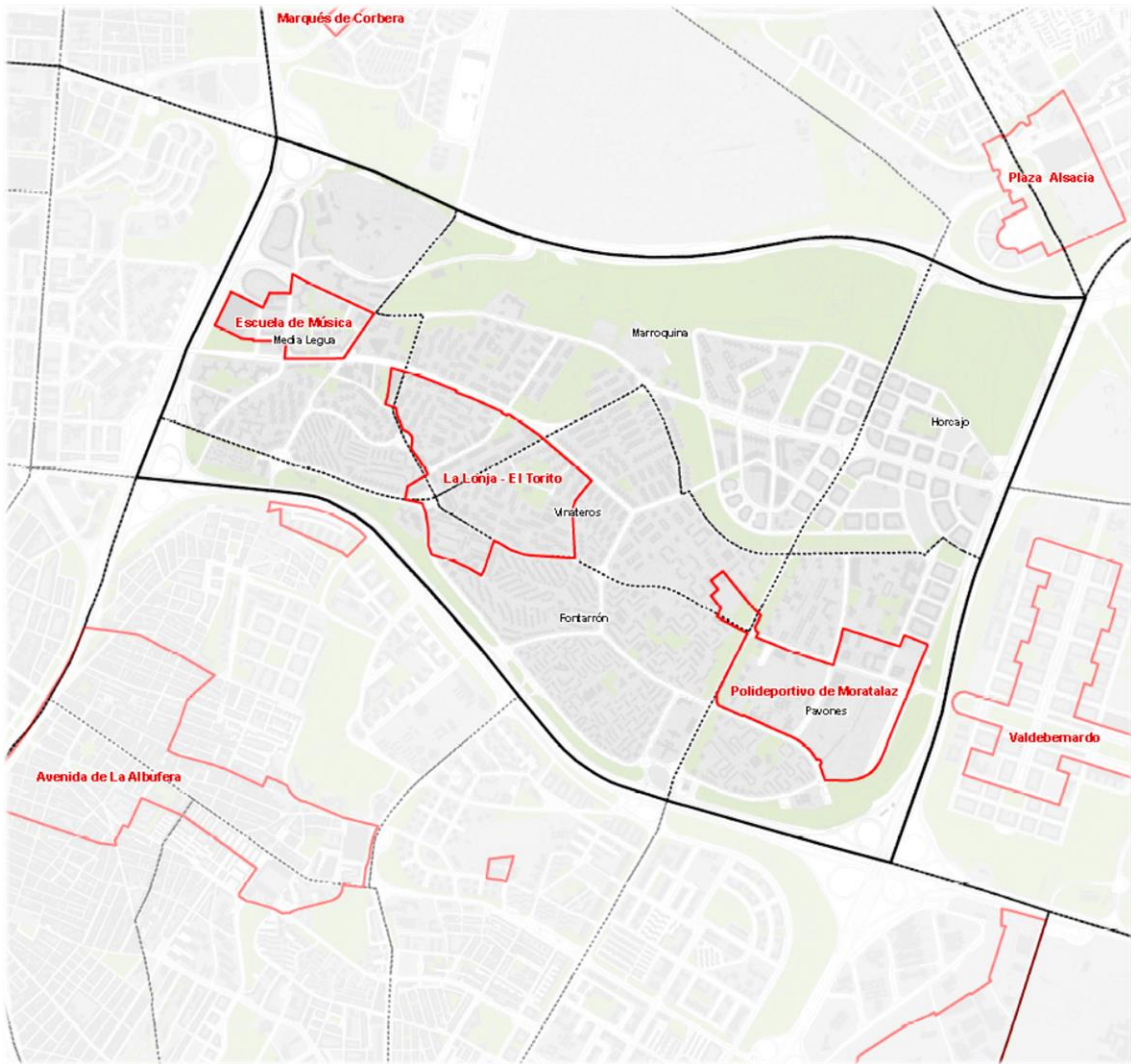 Marqués de Corbera
Plaza Alsacia
Escuela de Música
Media Legua
Marroquina
Horcajo
La Lonja - El Torito
Vinateros
Fontarrón
Polideportivo de Moratalaz
Pavones
Valdebernardo
Avenida de La Albufera